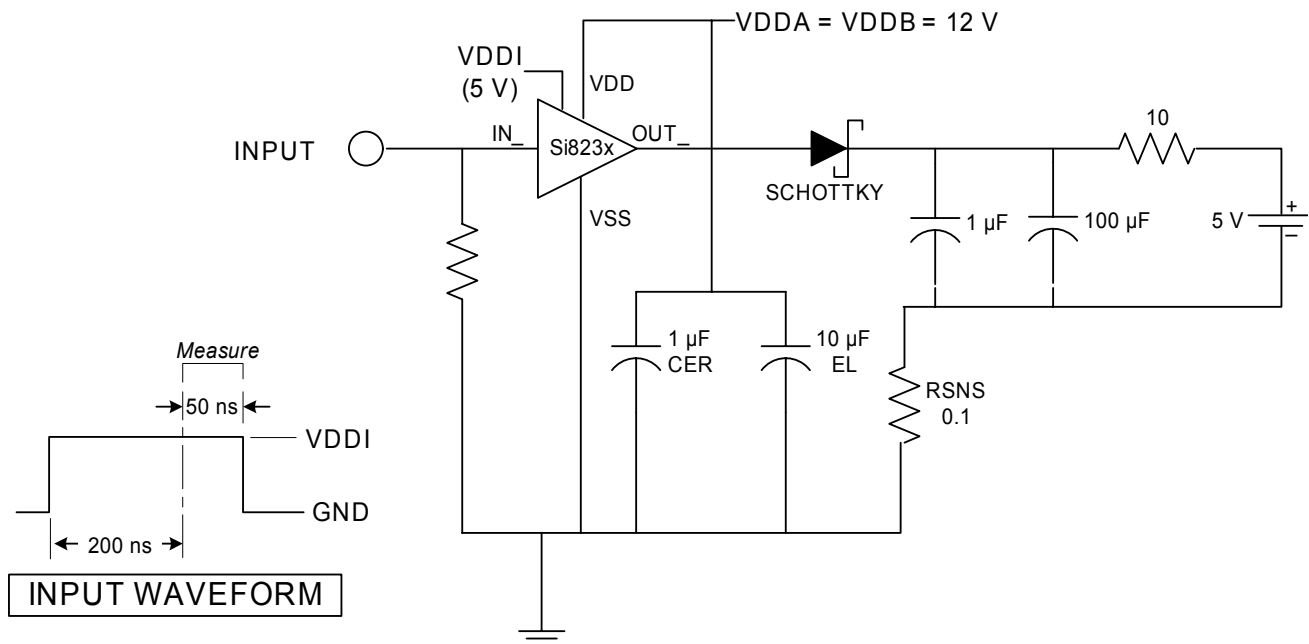 VDDA = VDDB = 12 V
VDDI
(5 V)
VDD
10
INPUT
IN_
Si823x
OUT_
SCHOTTKY
VSS
1 µF
100 µF
5 V
+
–
Measure
1 µF
CER
10 µF
EL
50 ns
RSNS
0.1
VDDI
GND
200 ns
INPUT WAVEFORM